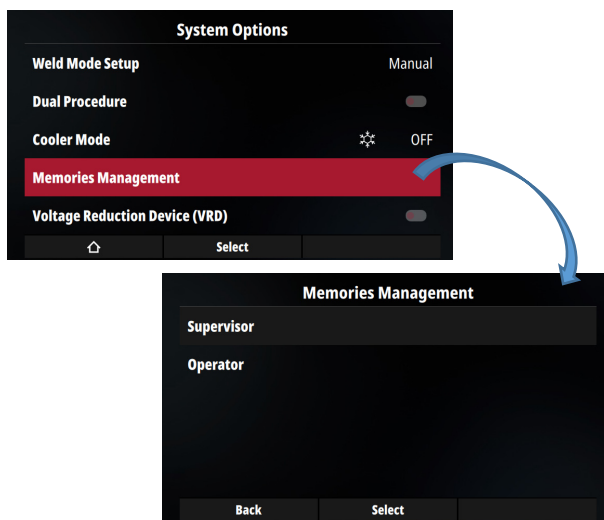 System Options
Weld Mode Setup Manual
Dual Procedure
Cooler Mode OFF
Memories Management
Voltage Reduction Device (VRD)
Select
Memories Management
Supervisor
Operator
Back Select